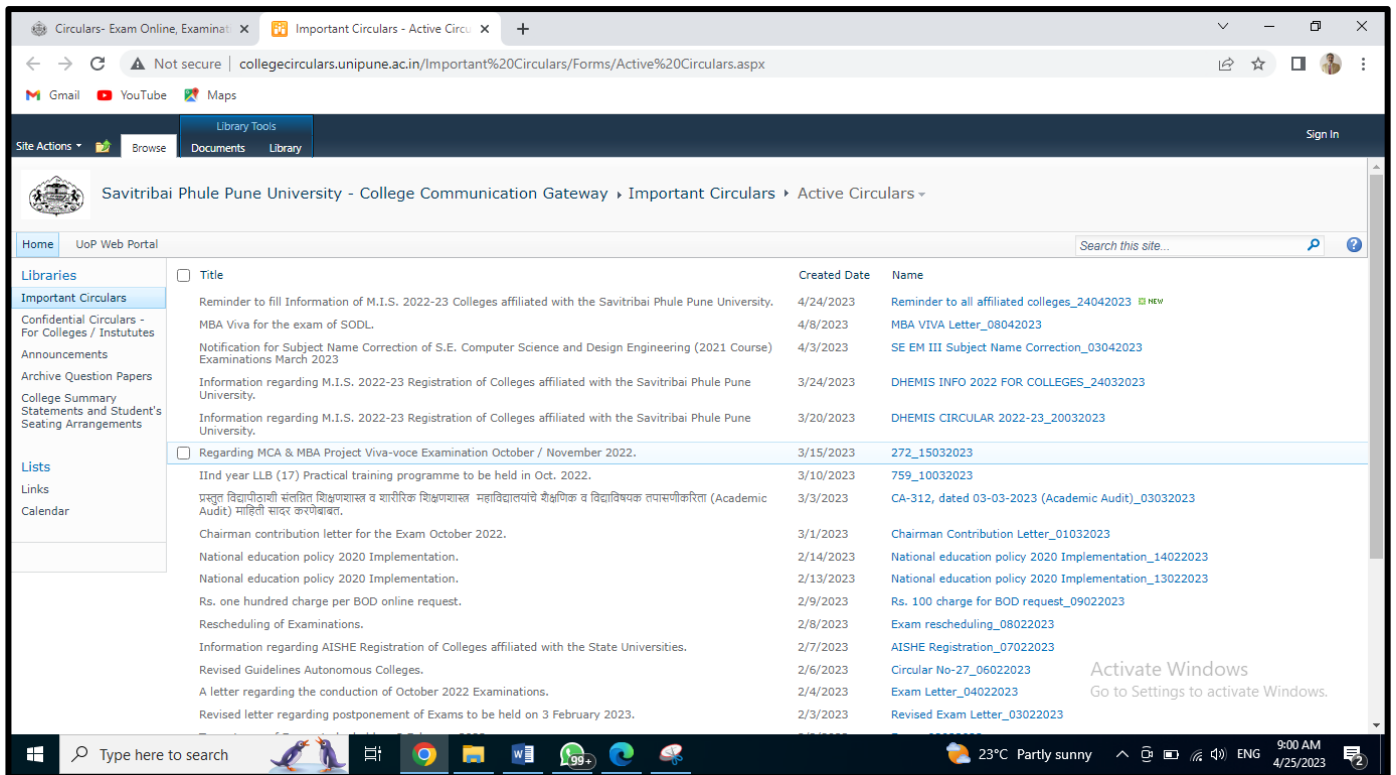 Circulars- Exam Online, Examinati
Important Circulars - Active Circu
Not secure
collegecirculars.unipune.ac.in/Important%20Circulars/Forms/Active%20Circulars.aspx
Gmail YouTube Maps
Library Tools
Site Actions Browse Documents Library
Sign In
Savitribai Phule Pune University - College Communication Gateway Important Circulars Active Circulars
Home UoP Web Portal
Search this site...
Libraries
Important Circulars
Confidential Circulars -
For Colleges / Instututes
Announcements
Archive Question Papers
College Summary
Statements and Student's
Seating Arrangements
Lists
Links
Calendar
Title Created Date Name
Reminder to fill Information of M.I.S. 2022-23 Colleges affiliated with the Savitribai Phule Pune University. 4/24/2023 Reminder to all affiliated colleges_24042023 NEW
MBA Viva for the exam of SODL. 4/8/2023 MBA VIVA Letter_08042023
Notification for Subject Name Correction of S.E. Computer Science and Design Engineering (2021 Course) 4/3/2023 SE EM III Subject Name Correction_03042023
Examinations March 2023
Information regarding M.I.S. 2022-23 Registration of Colleges affiliated with the Savitribai Phule Pune 3/24/2023 DHEMIS INFO 2022 FOR COLLEGES_24032023
University.
Information regarding M.I.S. 2022-23 Registration of Colleges affiliated with the Savitribai Phule Pune 3/20/2023 DHEMIS CIRCULAR 2022-23_20032023
University.
Regarding MCA & MBA Project Viva-voce Examination October / November 2022. 3/15/2023 272_15032023
IInd year LLB (17) Practical training programme to be held in Oct. 2022. 3/10/2023 759_10032023
प्रस्तुत विद्यापीठाशी संलग्नित शिक्षणशास्त्र व शारीरिक शिक्षणशास्त्र महाविद्यालयांचे शैक्षणिक व विद्याविषयक तपासणीकरिता (Academic 3/3/2023 CA-312, dated 03-03-2023 (Academic Audit)_03032023
Audit) माहिती सादर करणेबाबत.
Chairman contribution letter for the Exam October 2022. 3/1/2023 Chairman Contribution Letter_01032023
National education policy 2020 Implementation. 2/14/2023 National education policy 2020 Implementation_14022023
National education policy 2020 Implementation. 2/13/2023 National education policy 2020 Implementation_13022023
Rs. one hundred charge per BOD online request. 2/9/2023 Rs. 100 charge for BOD request_09022023
Rescheduling of Examinations. 2/8/2023 Exam rescheduling_08022023
Information regarding AISHE Registration of Colleges affiliated with the State Universities. 2/7/2023 AISHE Registration_07022023
Revised Guidelines Autonomous Colleges. 2/6/2023 Circular No-27_06022023
A letter regarding the conduction of October 2022 Examinations. 2/4/2023 Exam Letter_04022023
Revised letter regarding postponement of Exams to be held on 3 February 2023. 2/3/2023 Revised Exam Letter_03022023
Activate Windows
Go to Settings to activate Windows.
Type here to search
99+
23°C Partly sunny
ENG
9:00 AM
4/25/2023
2